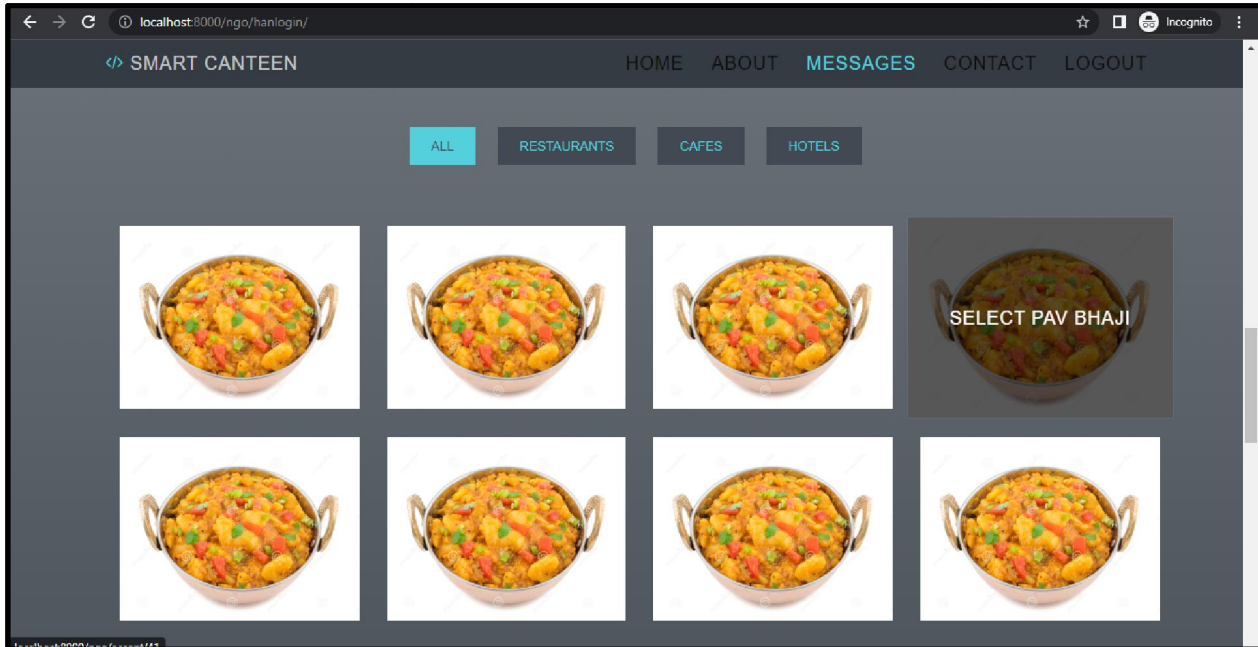 localhost:8000/ngo/hanlogin/
Incognito
</> SMART CANTEEN
HOME ABOUT MESSAGES CONTACT LOGOUT
ALL RESTAURANTS CAFES HOTELS
SELECT PAV BHAJI